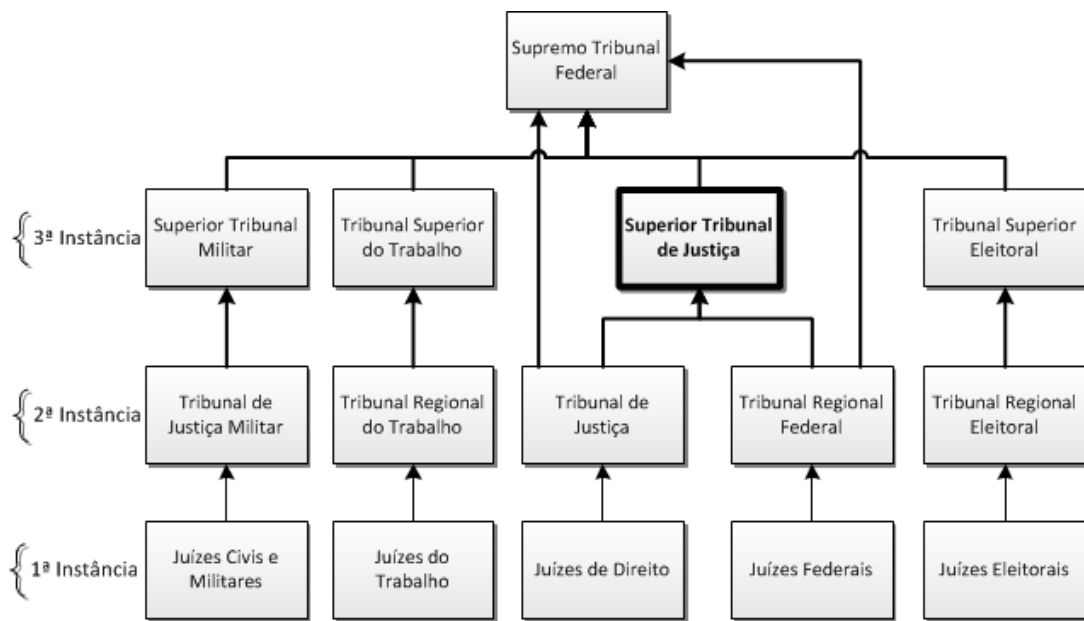 Supremo Tribunal
Federal
3ª Instância
Superior Tribunal
Militar
Tribunal Superior
do Trabalho
Superior Tribunal
de Justiça
Tribunal Superior
Eleitoral
2ª Instância
Tribunal de
Justiça Militar
Tribunal Regional
do Trabalho
Tribunal de
Justiça
Tribunal Regional
Federal
Tribunal Regional
Eleitoral
1ª Instância
Juízes Civis e
Militares
Juízes do
Trabalho
Juízes de Direito
Juízes Federais
Juízes Eleitorais